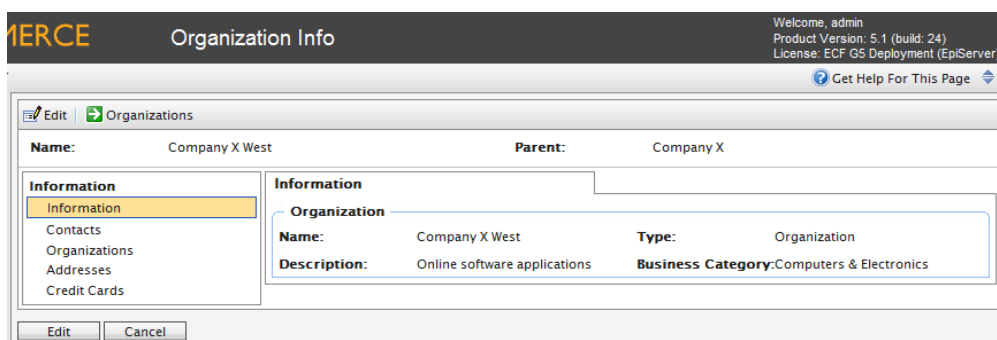 MERCE
Organization Info
Welcome, admin
Product Version: 5.1 (build: 24)
License: ECF G5 Deployment (EpiServer
Get Help For This Page
Edit Organizations
Name: Company X West Parent: Company X
Information
Information
Contacts
Organizations
Addresses
Credit Cards
Information
Organization
Name: Company X West Type: Organization
Description: Online software applications Business Category:Computers & Electronics
Edit Cancel